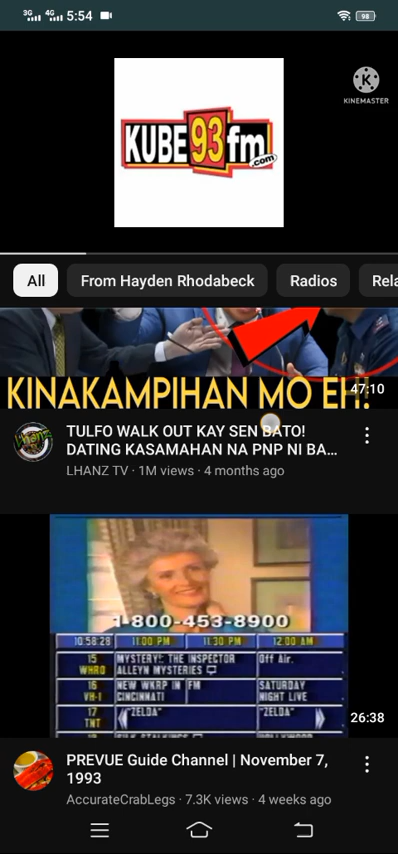 3G 4G 5:54 98
KUBE 93 fm
.com
KINEMASTER
All From Hayden Rhodabeck Radios Rela
KINAKAMPIHAN MO EH!
47:10
TULFO WALK OUT KAY SEN BATO!
DATING KASAMAHAN NA PNP NI BA...
LHANZ TV · 1M views · 4 months ago
1-800-453-8900
10:58:28 11:00 PM 11:30 PM 12:00 AM
15 MYSTERY!: THE INSPECTOR Off Air.
WHRO ALLEYN MYSTERIES
16 NEW WKRP IN FM SATURDAY
VH-1 CINCINNATI NIGHT LIVE
17 "ZELDA" "ZELDA"
TNT
26:38
PREVUE Guide Channel | November 7,
1993
AccurateCrabLegs · 7.3K views · 4 weeks ago